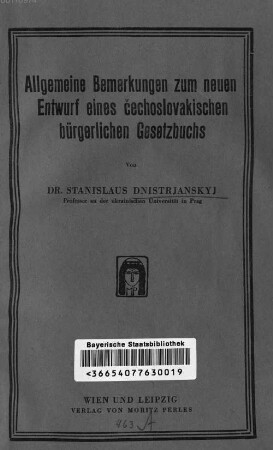 Allgemeine Bemerkungen zum neuen
Entwurf eines čechoslovakischen
bürgerlichen Gesetzbuchs
Von
DR. STANISLAUS DNISTRJANSKYJ
Professor an der ukrainischen Universität in Prag
Bayerische Staatsbibliothek
<36654077630019
WIEN UND LEIPZIG
VERLAG VON MORITZ PERLES